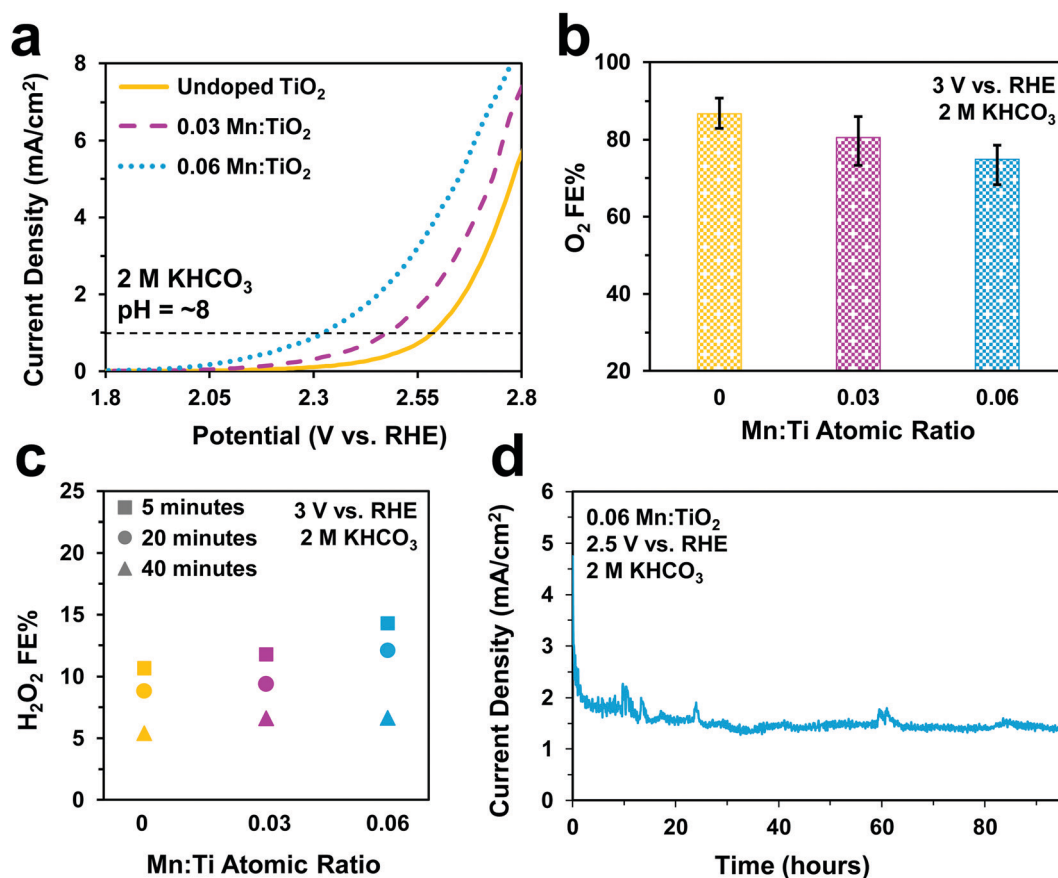 a
8
6
4
2
0
Current Density (mA/cm²)
Undoped TiO₂
0.03 Mn:TiO₂
0.06 Mn:TiO₂
2 M KHCO₃
pH = ~8
1.8 2.05 2.3 2.55 2.8
Potential (V vs. RHE)
b
100
80
60
40
20
O₂ FE%
3 V vs. RHE
2 M KHCO₃
0 0.03 0.06
Mn:Ti Atomic Ratio
c
25
20
15
10
5
0
H₂O₂ FE%
5 minutes
20 minutes
40 minutes
3 V vs. RHE
2 M KHCO₃
0 0.03 0.06
Mn:Ti Atomic Ratio
d
6
5
4
3
2
1
0
Current Density (mA/cm²)
0.06 Mn:TiO₂
2.5 V vs. RHE
2 M KHCO₃
0 20 40 60 80
Time (hours)